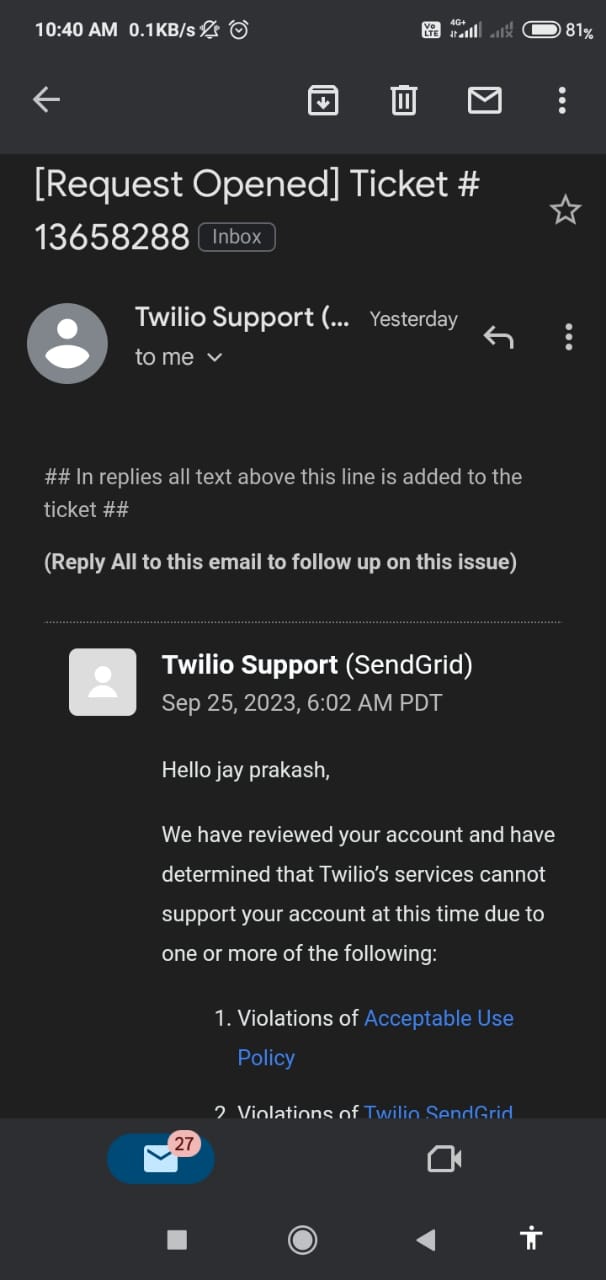 10:40 AM 0.1KB/s Vo LTE 4G+ 81%
[Request Opened] Ticket #
13658288 Inbox
Twilio Support (... Yesterday
to me
## In replies all text above this line is added to the
ticket ##
(Reply All to this email to follow up on this issue)
Twilio Support (SendGrid)
Sep 25, 2023, 6:02 AM PDT
Hello jay prakash,
We have reviewed your account and have
determined that Twilio’s services cannot
support your account at this time due to
one or more of the following:
1. Violations of Acceptable Use
Policy
2. Violations of Twilio SendGrid
27